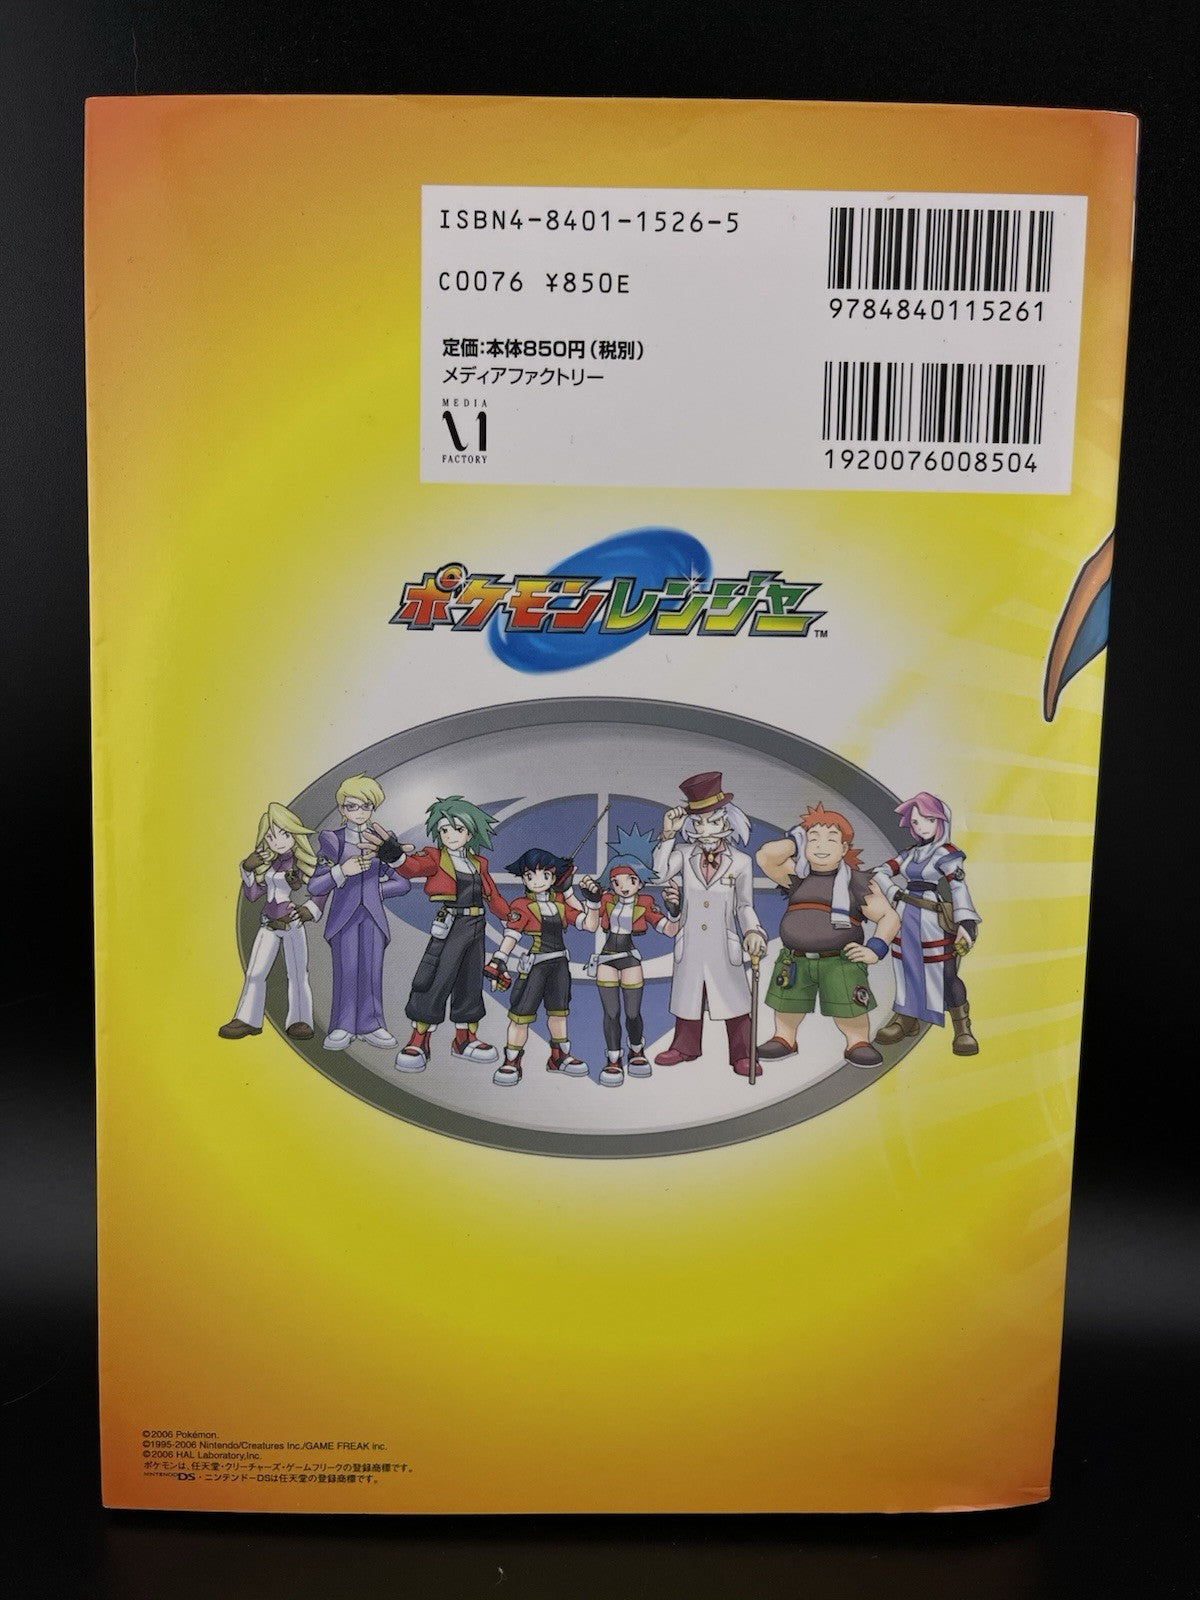 ISBN4-8401-1526-5
C0076 ¥850E
定価:本体850円(税別)
メディアファクトリー
MEDIA
FACTORY
9784840115261
1920076008504
ポケモンレンジャー™
©2006 Pokémon.
©1995-2006 Nintendo/Creatures Inc./GAME FREAK inc.
©2006 HAL Laboratory,Inc.
ポケモンは、任天堂・クリーチャーズ・ゲームフリークの登録商標です。
NINTENDO DS・ニンテンドーDSは任天堂の登録商標です。